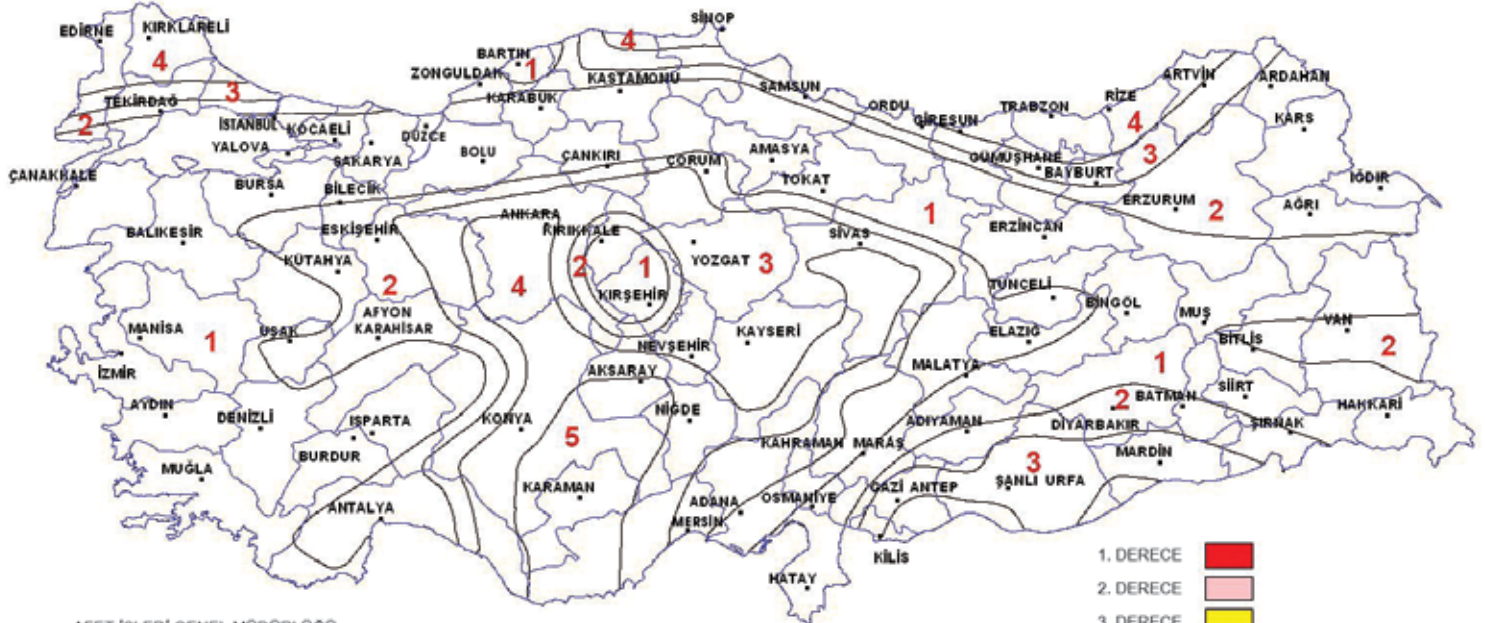 SİNOP
EDİRNE
KIRKLARELİ
4
4
BARTIN
1
ZONGULDAK
KASTAMONU
ARTVİN
ARDAHAN
3
TEKİRDAĞ
KARABÜK
SAMSUN
ORDU
TRABZON
RİZE
2
İSTANBUL
KOCAELİ
DÜZCE
GİRESUN
4
KARS
YALOVA
SAKARYA
BOLU
ÇANKIRI
ÇORUM
AMASYA
GÜMÜŞHANE
3
ÇANAKKALE
BURSA
BİLECİK
TOKAT
BAYBURT
IĞDIR
ERZURUM
2
AĞRI
BALIKESİR
ESKİŞEHİR
ANKARA
KIRIKKALE
SİVAS
1
ERZİNCAN
KÜTAHYA
2
4
2
1
YOZGAT
3
KIRŞEHİR
TUNÇELİ
BİNGÖL
MUŞ
VAN
MANİSA
1
UŞAK
AFYON
KARAHİSAR
NEVŞEHİR
KAYSERİ
ELAZIĞ
BİTLİS
2
İZMİR
AKSARAY
MALATYA
1
SİİRT
AYDIN
DENİZLİ
ISPARTA
KONYA
NİĞDE
ADIYAMAN
2
BATMAN
HAKKARİ
5
KAHRAMAN MARAŞ
DİYARBAKIR
ŞIRNAK
MUĞLA
BURDUR
MARDİN
KARAMAN
3
ANTALYA
ADANA
OSMANİYE
GAZİ ANTEP
ŞANLI URFA
MERSİN
KİLİS
HATAY
1. DERECE
2. DERECE
3. DERECE
AFET İŞLERİ GENEL MÜDÜRLÜĞÜ